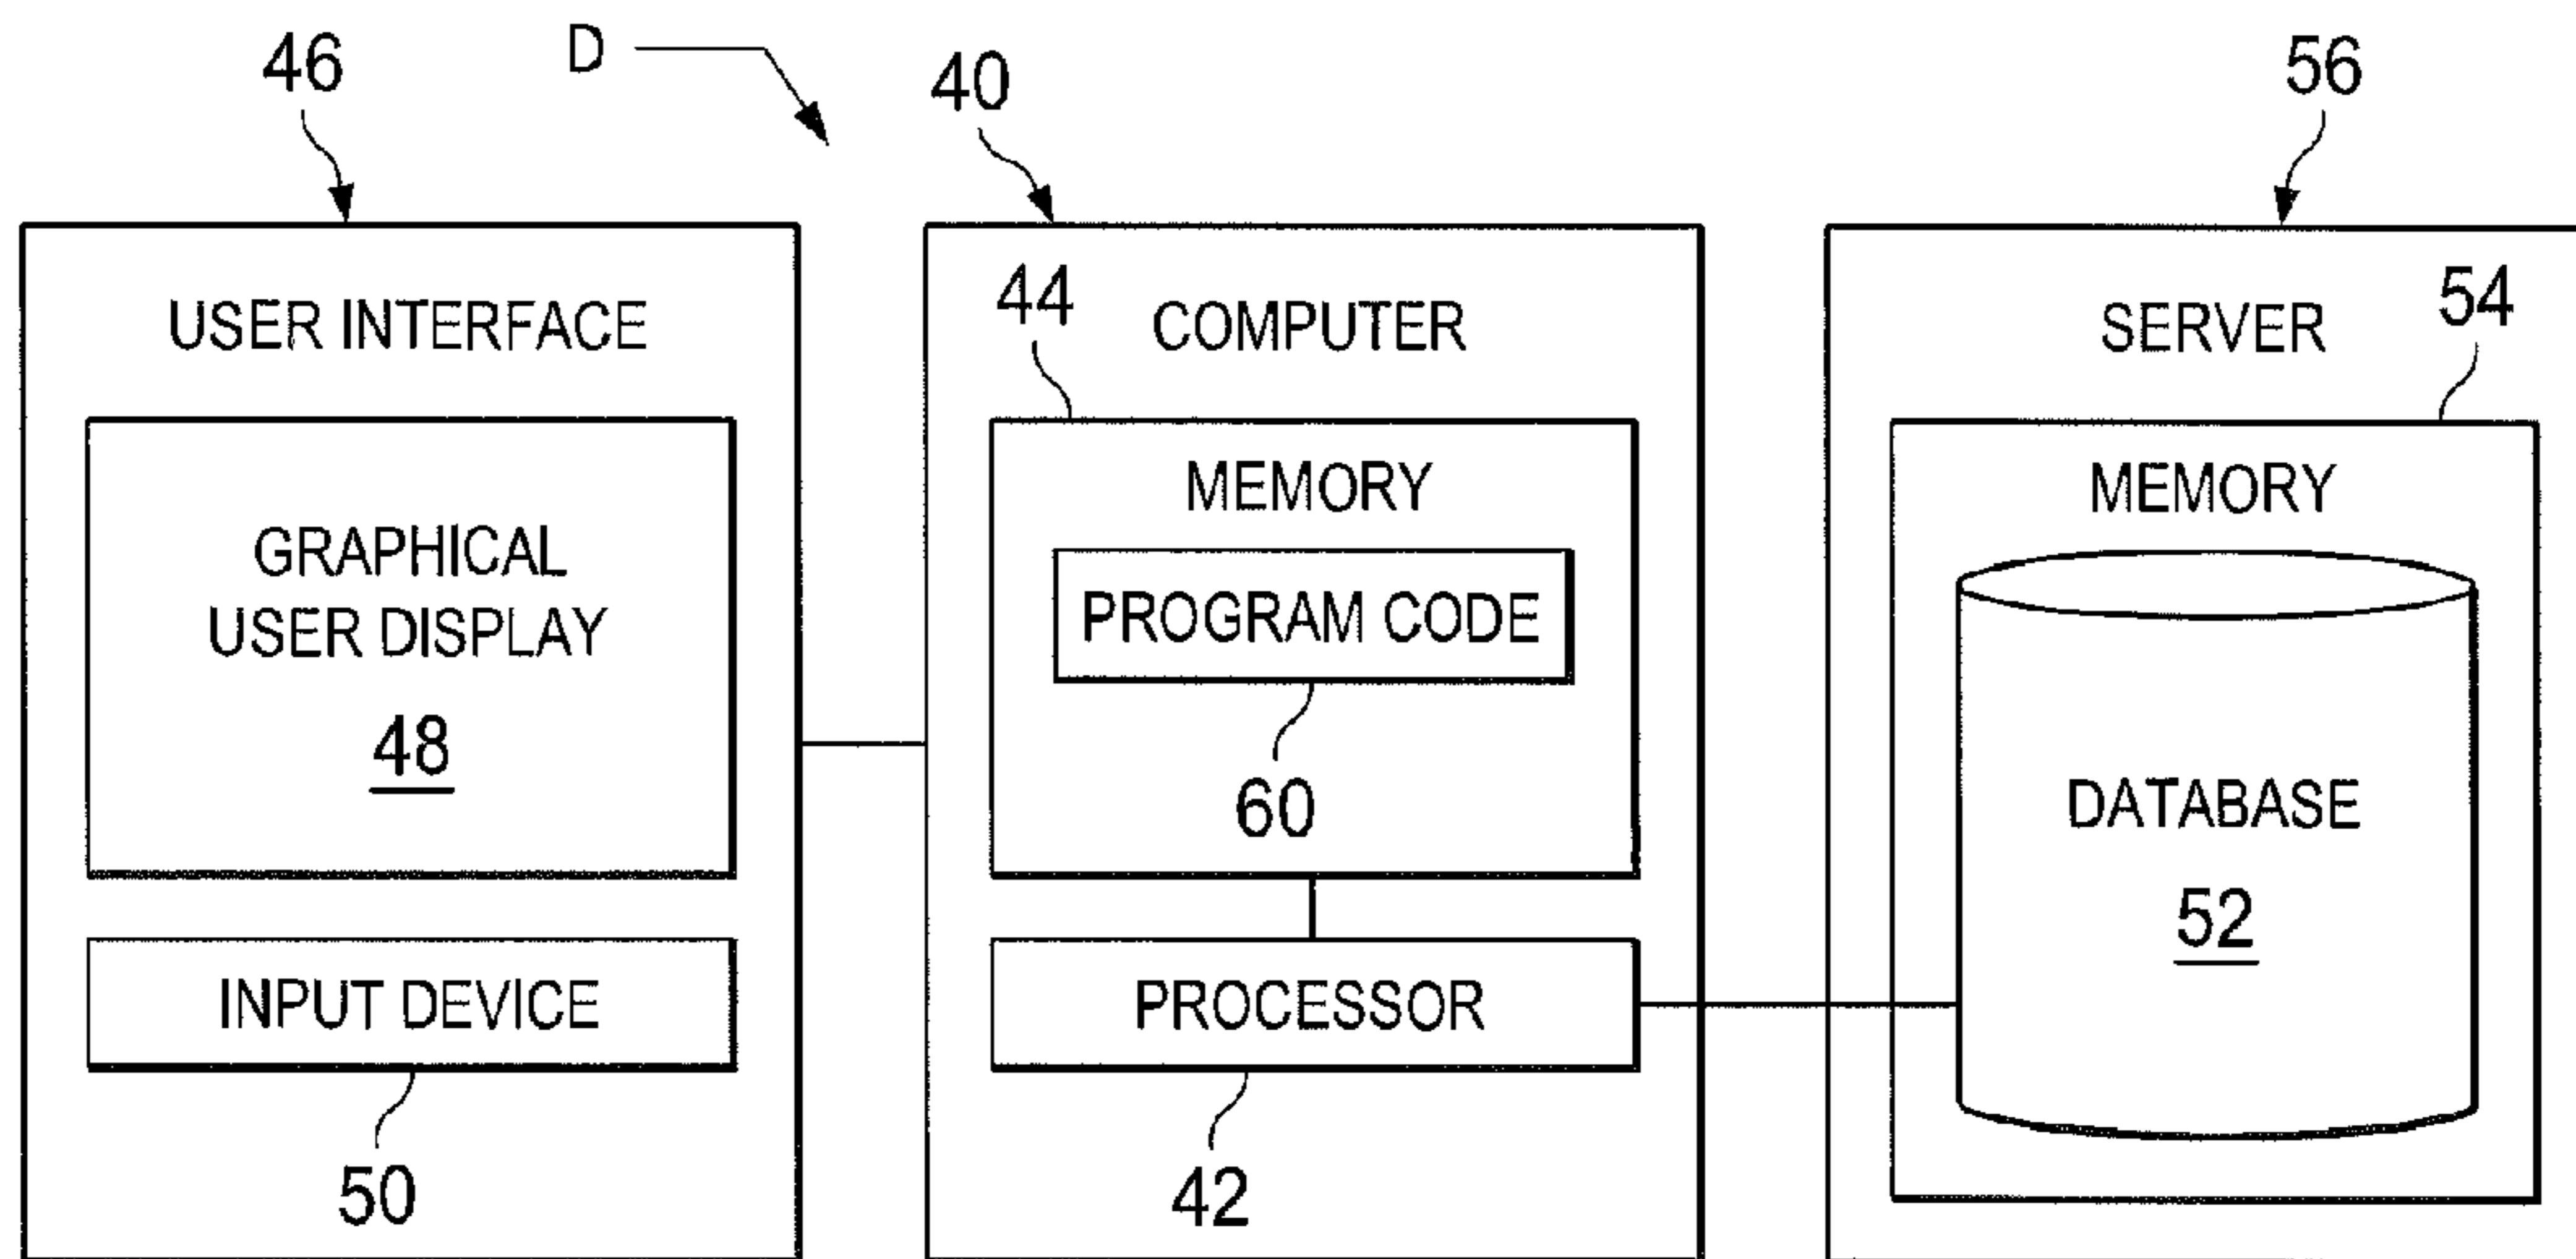 D
46
40
56
USER INTERFACE
GRAPHICAL
USER DISPLAY
48
INPUT DEVICE
50
44
COMPUTER
MEMORY
PROGRAM CODE
60
PROCESSOR
42
54
SERVER
MEMORY
DATABASE
52